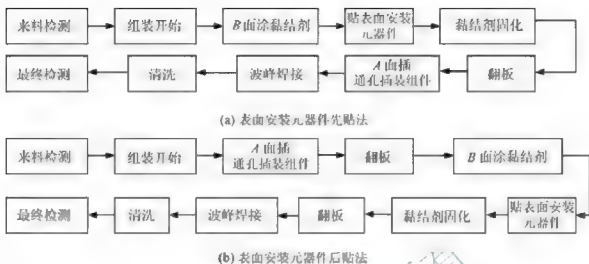 来料检测
组装开始
B面涂黏结剂
贴表面安装
元器件
黏结剂固化
最终检测
清洗
波峰焊接
A面插
通孔插装组件
翻板
(a) 表面安装元器件先贴法
来料检测
组装开始
A面插
通孔插装组件
翻板
B面涂黏结剂
最终检测
清洗
波峰焊接
翻板
黏结剂固化
贴表面安装
元器件
(b) 表面安装元器件后贴法